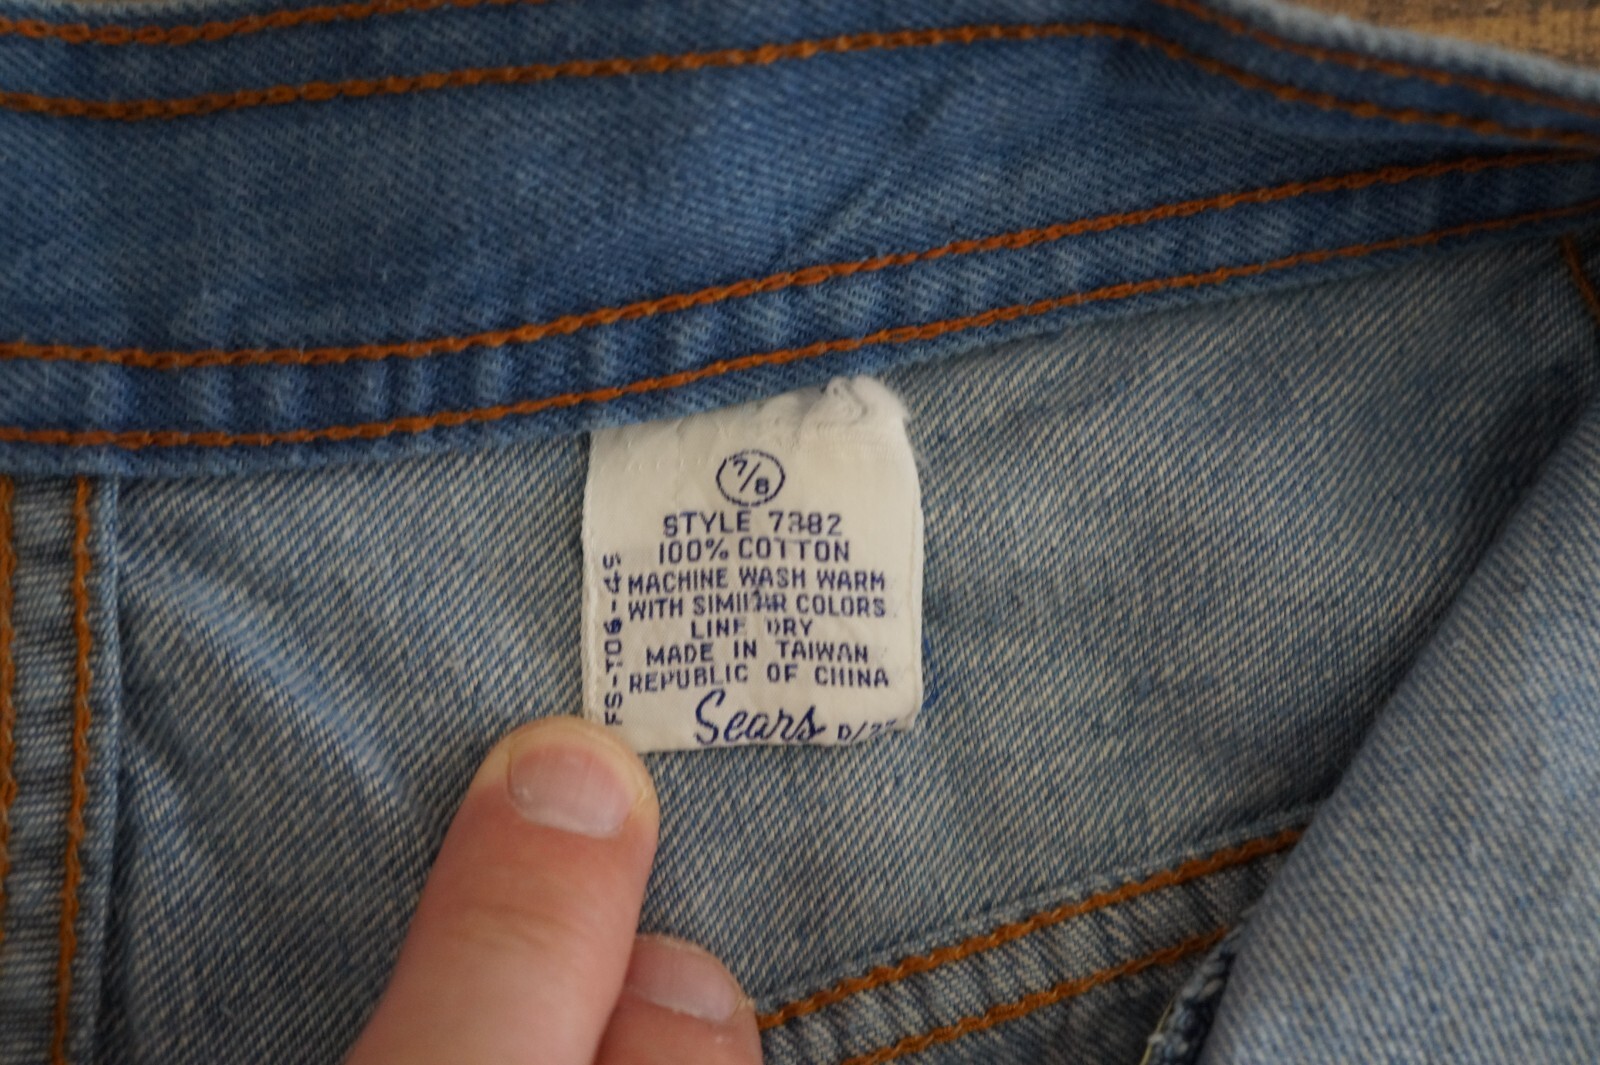 7/8
STYLE 7382
100% COTTON
MACHINE WASH WARM
WITH SIMILAR COLORS
LINE DRY
MADE IN TAIWAN
REPUBLIC OF CHINA
Sears
FS-T06-4S